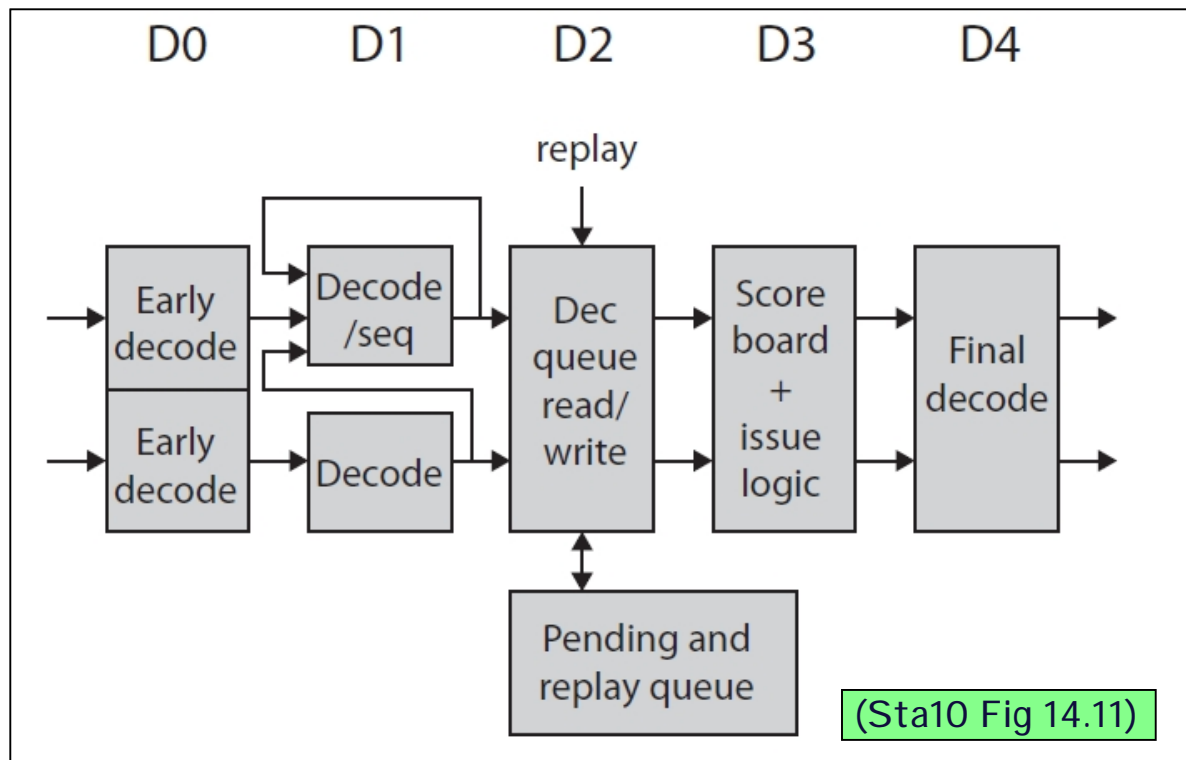 D0 D1 D2 D3 D4
replay
Early
decode
Early
decode
Decode
/seq
Decode
Dec
queue
read/
write
Score
board
+
issue
logic
Final
decode
Pending and
replay queue
(Sta10 Fig 14.11)